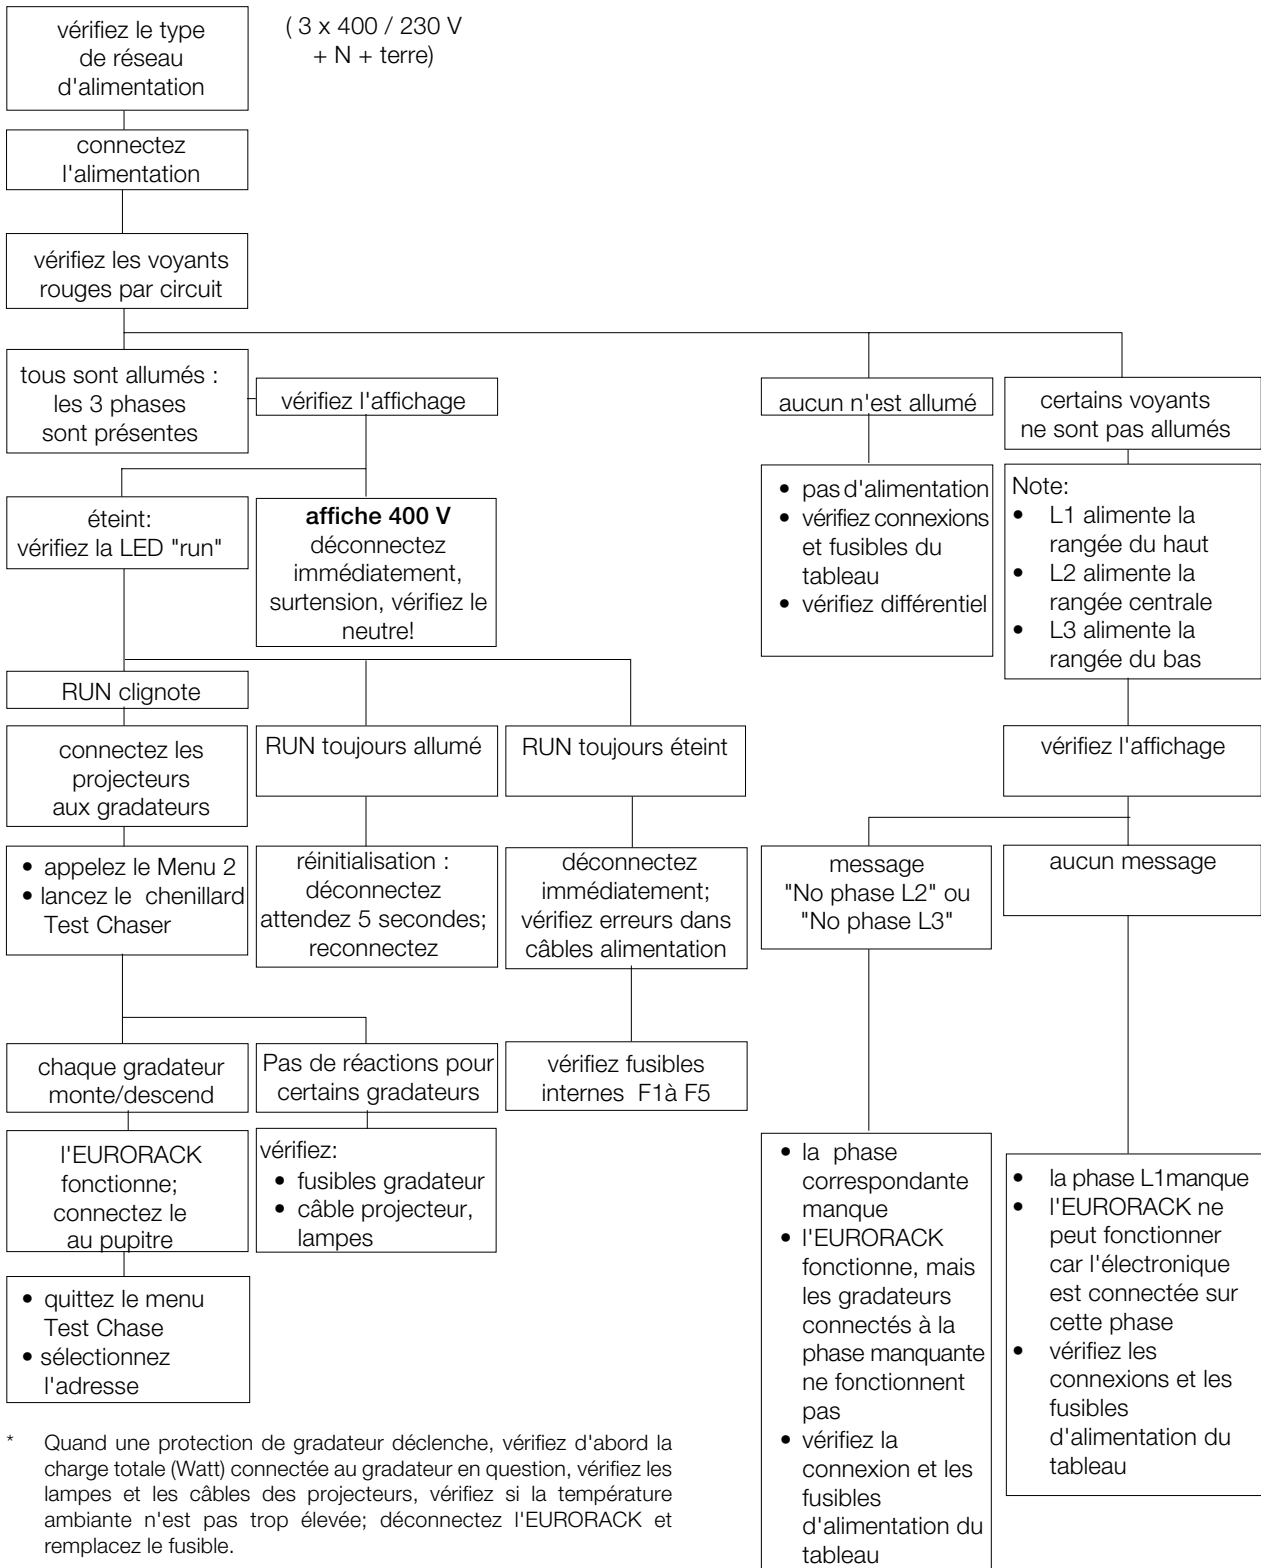 vérifiez le type
de réseau
d'alimentation
( 3 x 400 / 230 V
+ N + terre)
connectez
l'alimentation
vérifiez les voyants
rouges par circuit
tous sont allumés :
les 3 phases
sont présentes
vérifiez l'affichage
aucun n'est allumé
certains voyants
ne sont pas allumés
éteint:
vérifiez la LED "run"
affiche 400 V
déconnectez
immédiatement,
surtension, vérifiez le
neutre!
• pas d'alimentation
• vérifiez connexions
et fusibles du
tableau
• vérifiez différentiel
Note:
• L1 alimente la
rangée du haut
• L2 alimente la
rangée centrale
• L3 alimente la
rangée du bas
RUN clignote
connectez les
projecteurs
aux gradateurs
RUN toujours allumé
RUN toujours éteint
vérifiez l'affichage
• appelez le Menu 2
• lancez le chenillard
Test Chaser
réinitialisation :
déconnectez
attendez 5 secondes;
reconnectez
déconnectez
immédiatement;
vérifiez erreurs dans
câbles alimentation
message
"No phase L2" ou
"No phase L3"
aucun message
chaque gradateur
monte/descend
Pas de réactions pour
certains gradateurs
vérifiez fusibles
internes F1à F5
l'EURORACK
fonctionne;
connectez le
au pupitre
vérifiez:
• fusibles gradateur
• câble projecteur,
lampes
• la phase
correspondante
manque
• l'EURORACK
fonctionne, mais
les gradateurs
connectés à la
phase manquante
ne fonctionnent
pas
• vérifiez la
connexion et les
fusibles
d'alimentation du
tableau
• la phase L1manque
• l'EURORACK ne
peut fonctionner
car l'électronique
est connectée sur
cette phase
• vérifiez les
connexions et les
fusibles
d'alimentation du
tableau
• quittez le menu
Test Chase
• sélectionnez
l'adresse
* Quand une protection de gradateur déclenche, vérifiez d'abord la
charge totale (Watt) connectée au gradateur en question, vérifiez les
lampes et les câbles des projecteurs, vérifiez si la température
ambiante n'est pas trop élevée; déconnectez l'EURORACK et
remplacez le fusible.